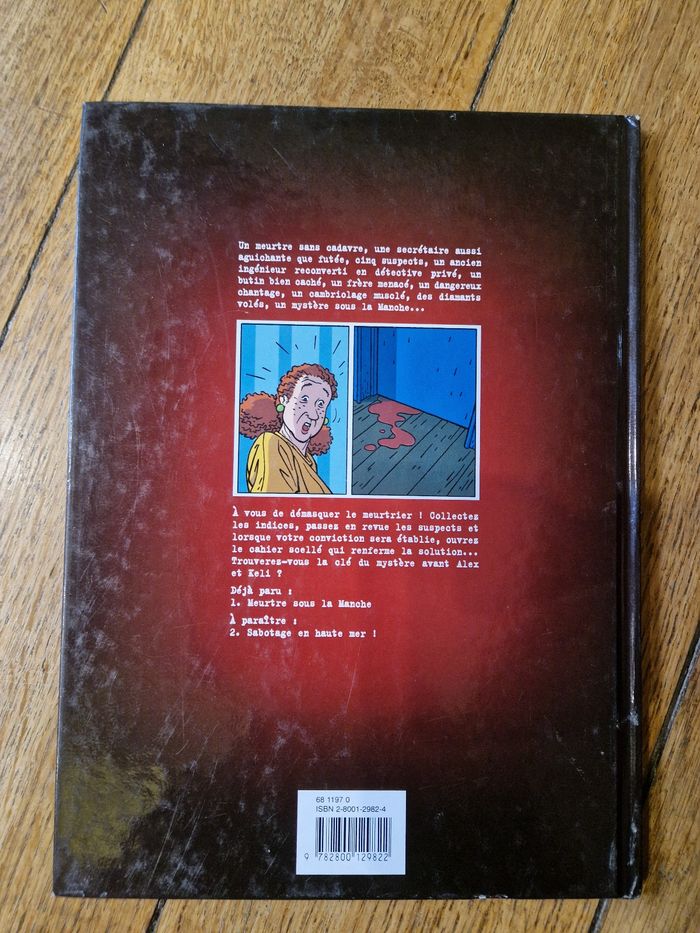 Un meurtre sans cadavre, une secrétaire aussi
aguichante que futée, cinq suspects, un ancien
ingénieur reconverti en détective privé, un
butin bien caché, un frère menacé, un dangereux
chantage, un cambriolage musclé, des diamants
volés, un mystère sous la Manche...
À vous de démasquer le meurtrier ! Collectez
les indices, passez en revue les suspects et
lorsque votre conviction sera établie, ouvrez
le cahier scellé qui renferme la solution...
Trouverez-vous la clé du mystère avant Alex
et Keli ?
Déjà paru :
1. Meurtre sous la Manche
À paraître :
2. Sabotage en haute mer !
68 1197 0
ISBN 2-8001-2982-4
9 782800 129822